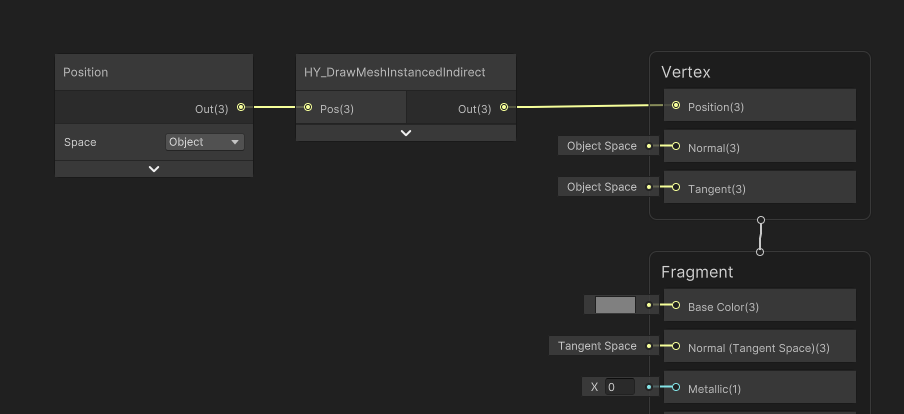 Position
Out(3)
Space
Object
HY_DrawMeshInstancedIndirect
Pos(3)
Out(3)
Vertex
Position(3)
Object Space
Normal(3)
Object Space
Tangent(3)
Fragment
Base Color(3)
Tangent Space
Normal (Tangent Space)(3)
X 0
Metallic(1)